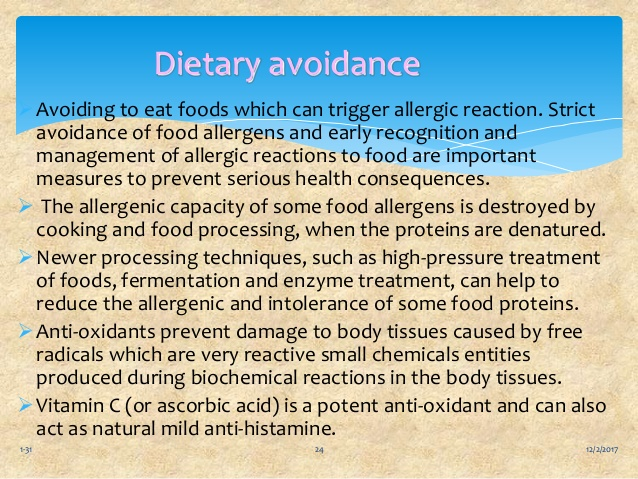 Dietary avoidance
Avoiding to eat foods which can trigger allergic reaction. Strict
avoidance of food allergens and early recognition and
management of allergic reactions to food are important
measures to prevent serious health consequences.
The allergenic capacity of some food allergens is destroyed by
cooking and food processing, when the proteins are denatured.
Newer processing techniques, such as high-pressure treatment
of foods, fermentation and enzyme treatment, can help to
reduce the allergenic and intolerance of some food proteins.
Anti-oxidants prevent damage to body tissues caused by free
radicals which are very reactive small chemicals entities
produced during biochemical reactions in the body tissues.
Vitamin C (or ascorbic acid) is a potent anti-oxidant and can also
act as natural mild anti-histamine.
1-31 24 12/2/2017